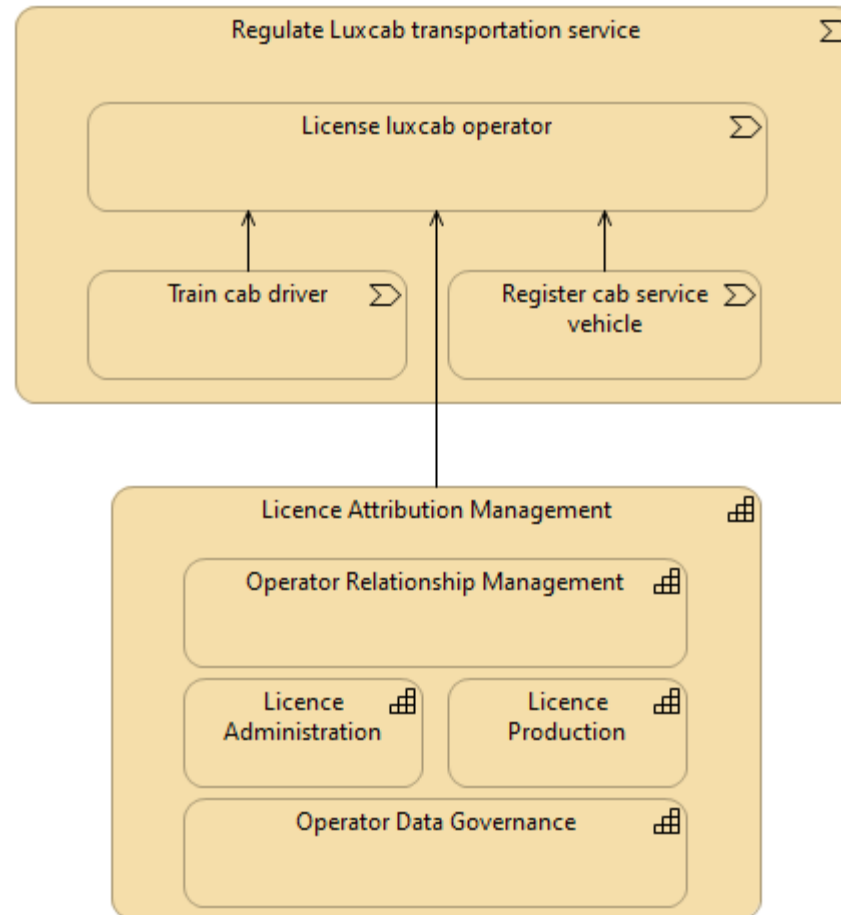 Regulate Luxcab transportation service
License luxcab operator
Train cab driver
Register cab service
vehicle
Licence Attribution Management
Operator Relationship Management
Licence
Administration
Licence
Production
Operator Data Governance